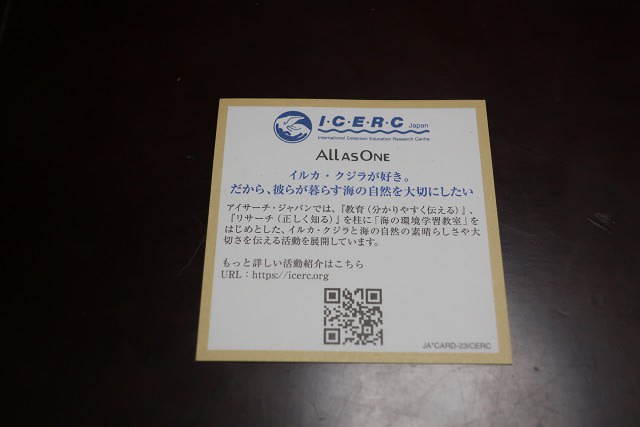 I・C・E・R・C Japan
International Cetacean Education Research Centre
ALL AS ONE
イルカ・クジラが好き。
だから、彼らが暮らす海の自然を大切にしたい
アイサーチ・ジャパンでは、『教育（分かりやすく伝える）』、
『リサーチ（正しく知る）』を柱に「海の環境学習教室」を
はじめとした、イルカ・クジラと海の自然の素晴らしさや大
切さを伝える活動を展開しています。
もっと詳しい活動紹介はこちら
URL：https://icerc.org
JA*CARD-23ICERC